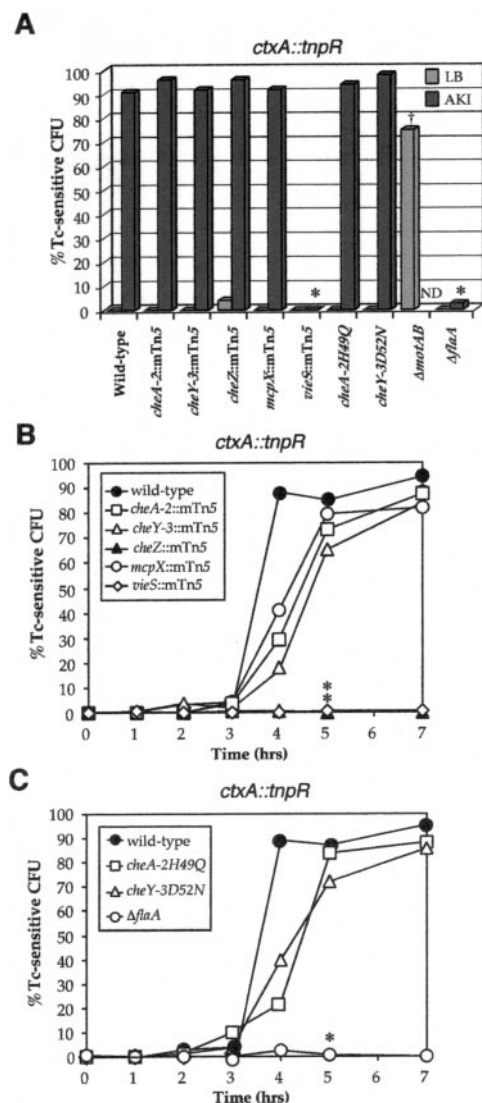 A
ctxA::tnpR
LB
AKI
% Tc-sensitive CFU
100
90
80
70
60
50
40
30
20
10
0
†
ND
*
*
Wild-type
cheA-2::mTn5
cheY-3::mTn5
cheZ::mTn5
mcpX::mTn5
vieS::mTn5
cheA-2H49Q
cheY-3D52N
ΔmotAB
ΔflaA
B
ctxA::tnpR
% Tc-sensitive CFU
100
90
80
70
60
50
40
30
20
10
0
wild-type
cheA-2::mTn5
cheY-3::mTn5
cheZ::mTn5
mcpX::mTn5
vieS::mTn5
*
*
0 1 2 3 4 5 6 7
Time (hrs)
C
ctxA::tnpR
% Tc-sensitive CFU
100
90
80
70
60
50
40
30
20
10
0
wild-type
cheA-2H49Q
cheY-3D52N
ΔflaA
*
0 1 2 3 4 5 6 7
Time (hrs)